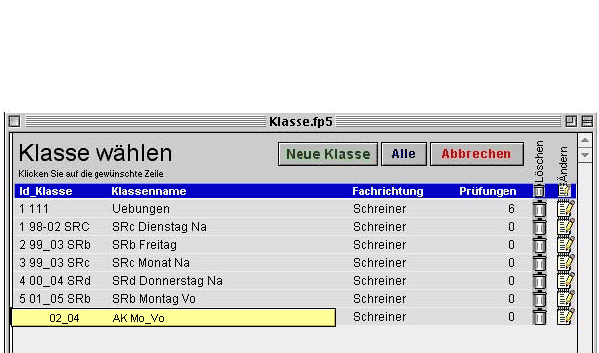 Klasse.fp5
Klasse wählen Neue Klasse Alle Abbrechen Löschen Ändern
Klicken Sie auf die gewünschte Zeile
Id_Klasse Klassenname Fachrichtung Prüfungen
1 111 Uebungen Schreiner 6
1 98-02 SRC SRc Dienstag Na Schreiner 0
2 99_03 SRb SRb Freitag Schreiner 0
3 99_03 SRc SRc Monat Na Schreiner 0
4 00_04 SRd SRd Donnerstag Na Schreiner 0
5 01_05 SRb SRb Montag Vo Schreiner 0
02_04 AK Mo_Vo Schreiner 0